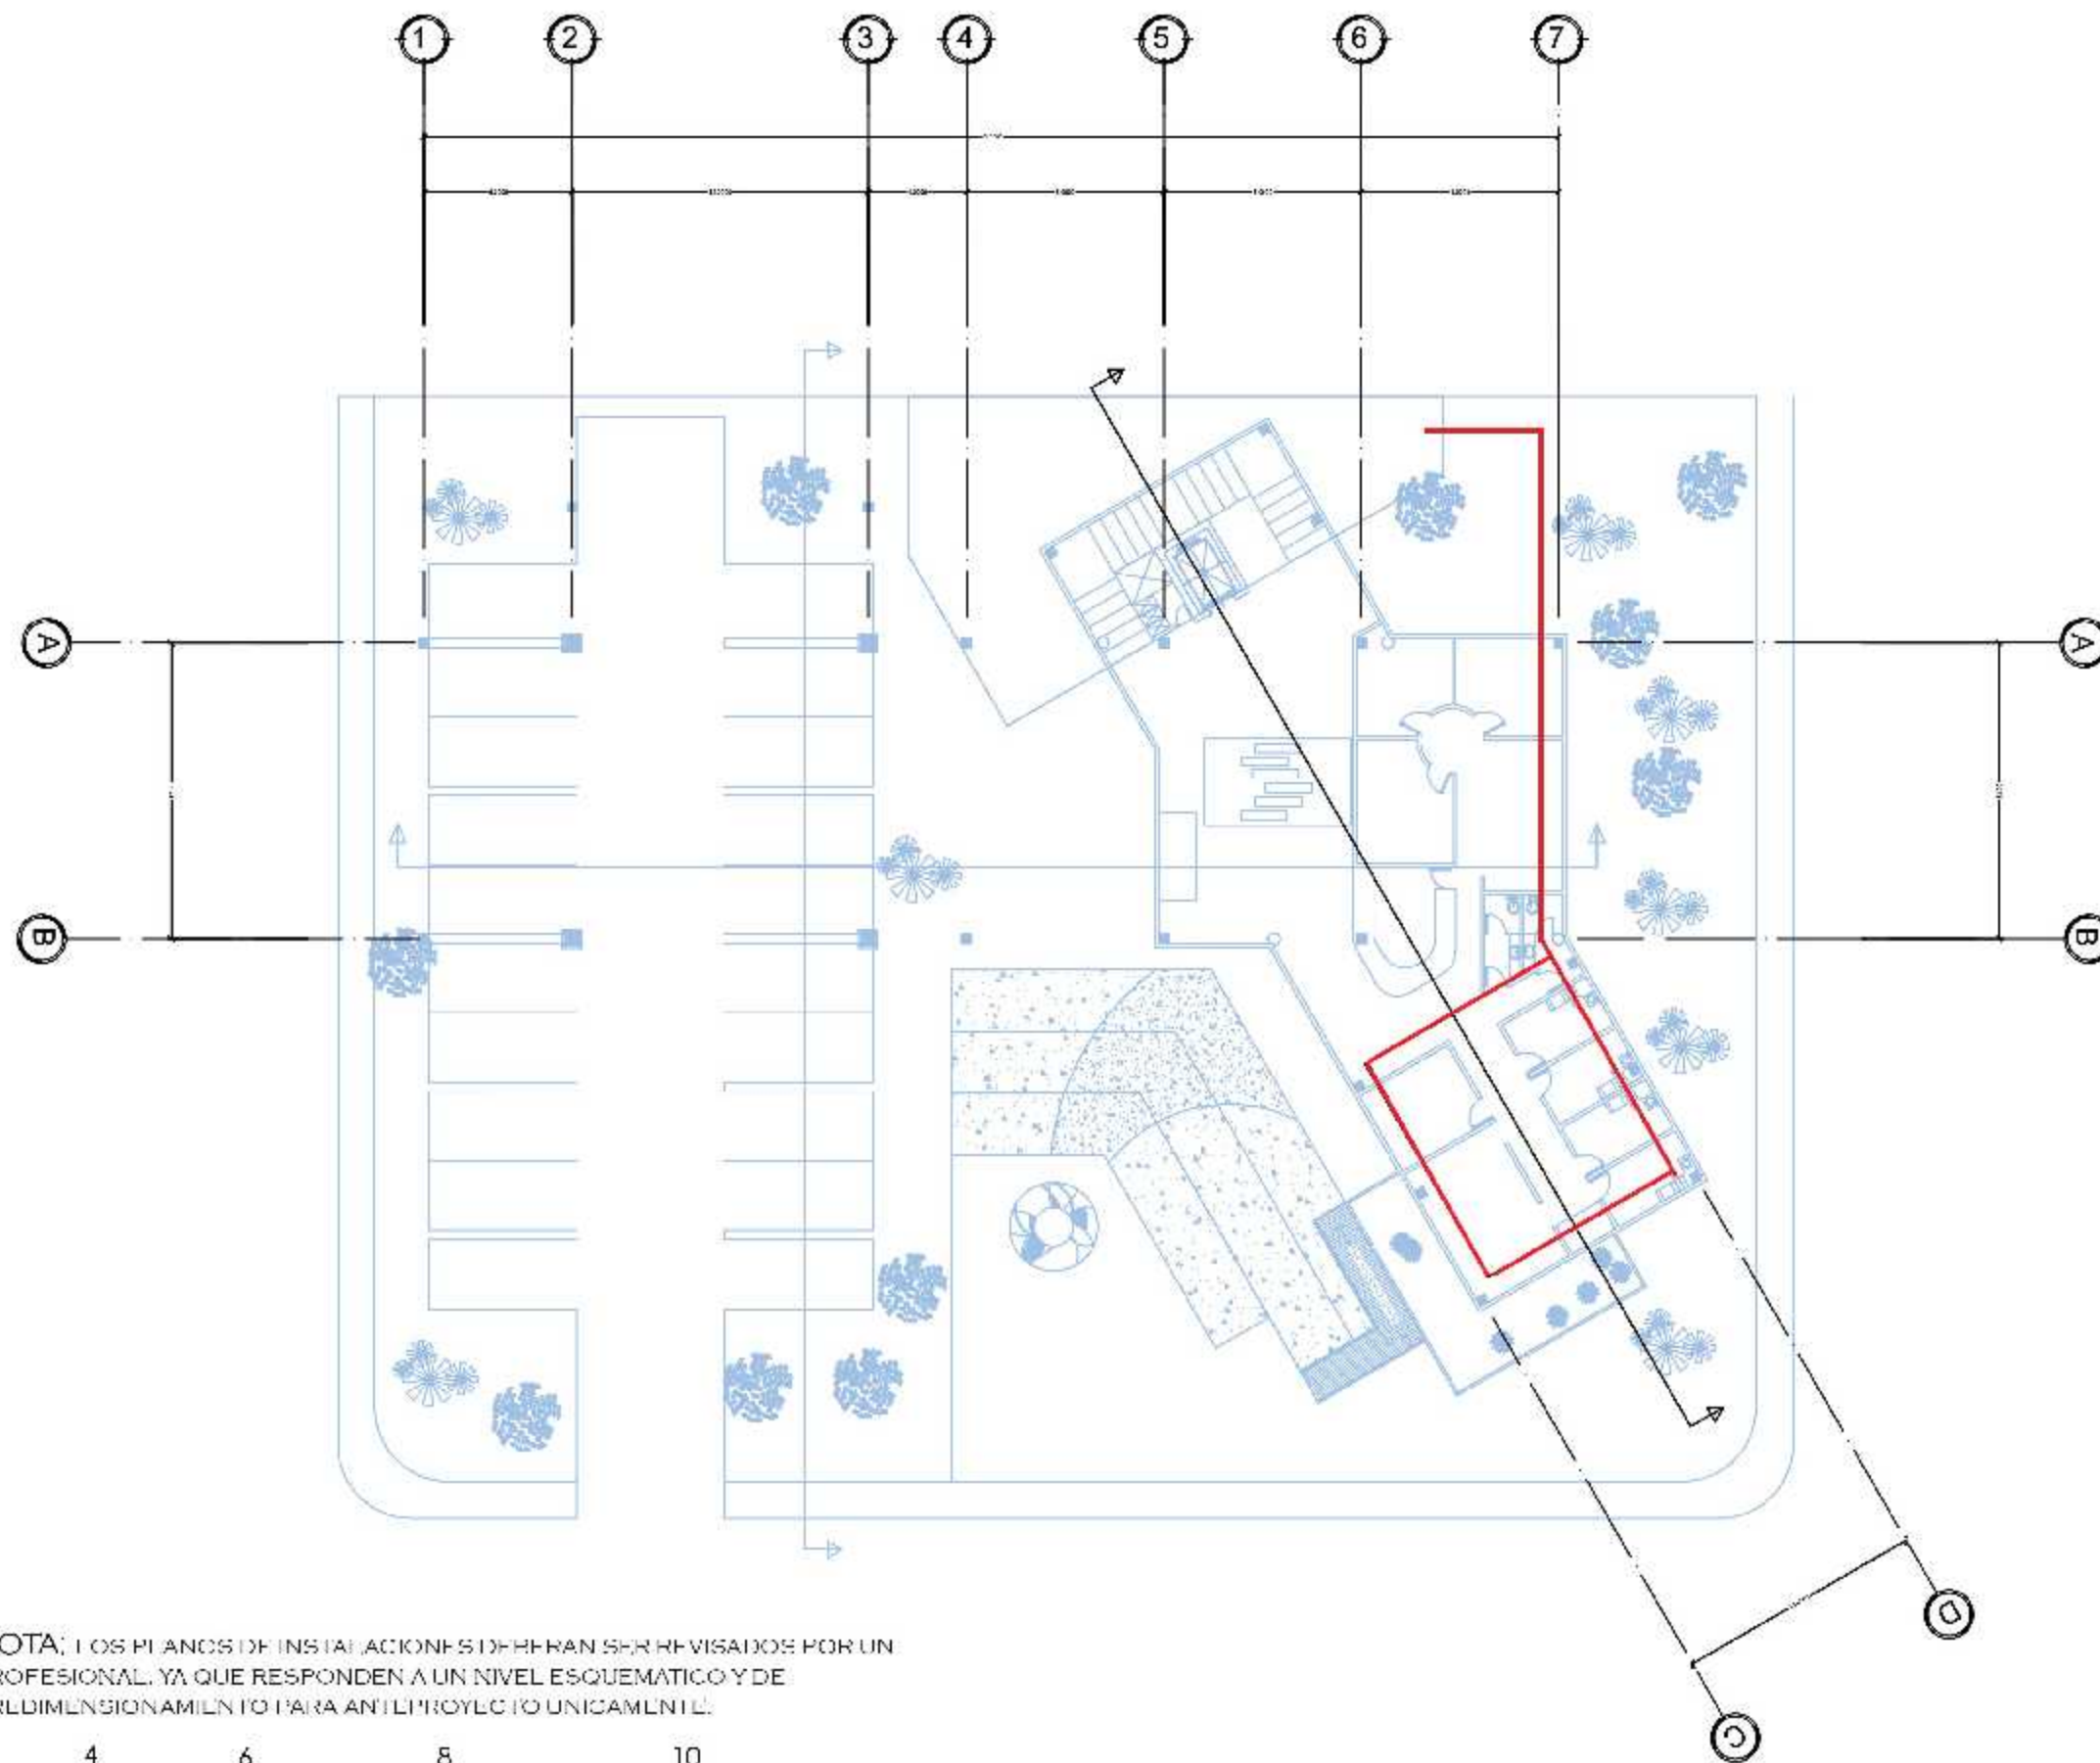 1 2 3 4 5 6 7
A A
B B
D
C
OTA; LOS PLANOS DE INSTALACIONES DEBERAN SER REVISADOS POR UN
ROFESIONAL, YA QUE RESPONDEN A UN NIVEL ESQUEMATICO Y DE
REDIMENSIONAMIENTO PARA ANTEPROYECTO UNICAMENTE.
4 6 8 10